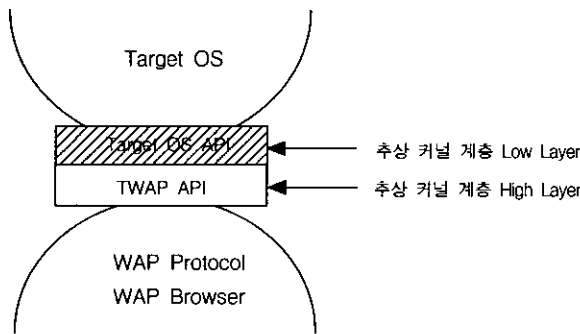 Target OS
Target OS API
추상 커널 계층 Low Layer
TWAP API
추상 커널 계층 High Layer
WAP Protocol
WAP Browser